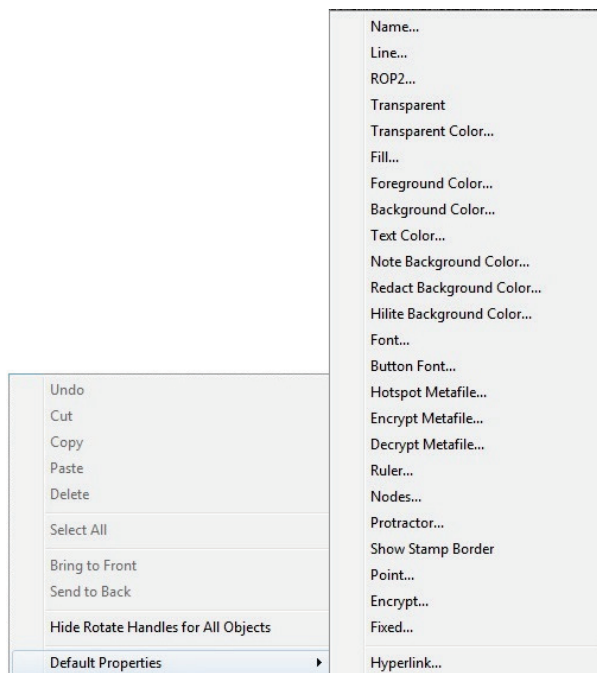 Name...
Line...
ROP2...
Transparent
Transparent Color...
Fill...
Foreground Color...
Background Color...
Text Color...
Note Background Color...
Redact Background Color...
Hilite Background Color...
Font...
Button Font...
Hotspot Metafile...
Encrypt Metafile...
Decrypt Metafile...
Ruler...
Nodes...
Protractor...
Show Stamp Border
Point...
Encrypt...
Fixed...
Hyperlink...
Undo
Cut
Copy
Paste
Delete
Select All
Bring to Front
Send to Back
Hide Rotate Handles for All Objects
Default Properties